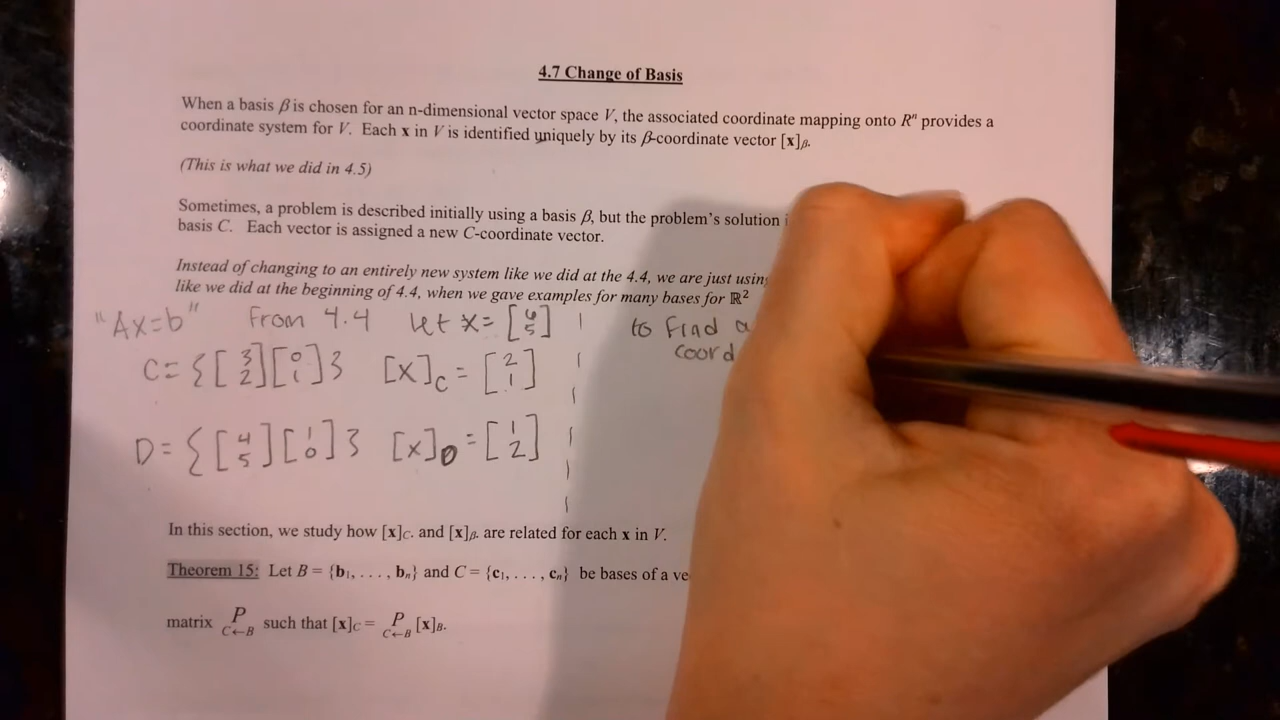 4.7 Change of Basis
When a basis β is chosen for an n-dimensional vector space V, the associated coordinate mapping onto Rⁿ provides a
coordinate system for V. Each x in V is identified uniquely by its β-coordinate vector [x]β.
(This is what we did in 4.5)
Sometimes, a problem is described initially using a basis β, but the problem's solution
basis C. Each vector is assigned a new C-coordinate vector.
Instead of changing to an entirely new system like we did at the 4.4, we are just using
like we did at the beginning of 4.4, when we gave examples for many bases for ℝ²
"Ax=b" From 4.4 let x = [6 5] to find a
coord
C = {[3 2][0 1]} [x]C = [2 1]
D = {[4 5][1 0]} [x]D = [1 2]
In this section, we study how [x]C. and [x]β. are related for each x in V.
Theorem 15: Let B = {b₁, . . . , bₙ} and C = {c₁, . . . , cₙ} be bases of a
matrix P C←B such that [x]C = P C←B [x]B.